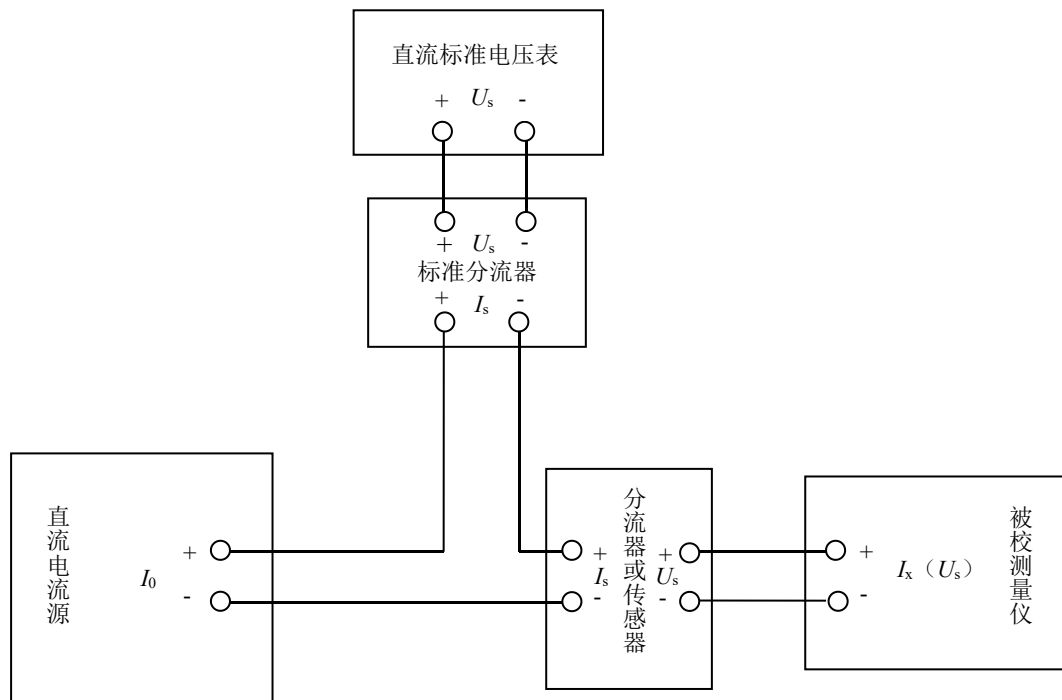 直流标准电压表
+ Us -
+ Us -
标准分流器
+ Is -
直流电流源
I0
+
-
分流器或传感器
+ Is -
+ Us -
被校测量仪
+
Ix（Us）
-